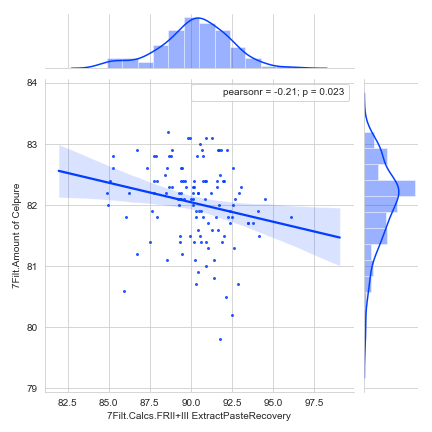 pearsonr = -0.21; p = 0.023
84
83
82
81
80
79
7Filt.Amount of Celpure
82.5 85.0 87.5 90.0 92.5 95.0 97.5
7Filt.Calcs.FRII+III ExtractPasteRecovery